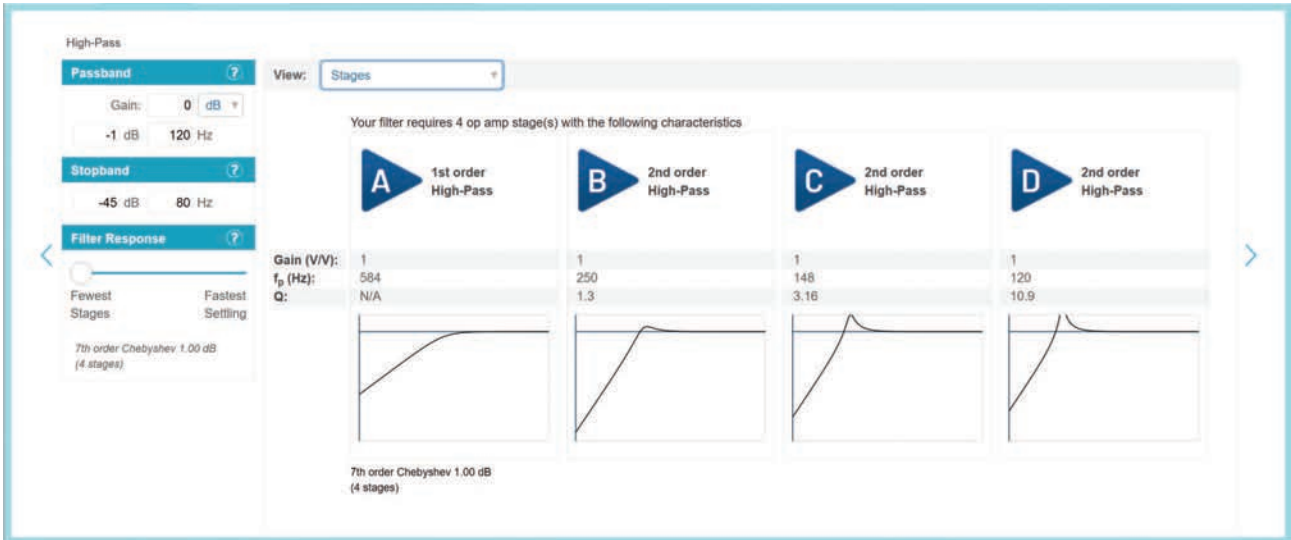 High-Pass
Passband ?
Gain: 0 dB
-1 dB 120 Hz
Stopband ?
-45 dB 80 Hz
Filter Response ?
Fewest Stages
Fastest Settling
7th order Chebyshev 1.00 dB
(4 stages)
View: Stages
Your filter requires 4 op amp stage(s) with the following characteristics
A 1st order High-Pass
B 2nd order High-Pass
C 2nd order High-Pass
D 2nd order High-Pass
Gain (V/V): 1 1 1 1
fp (Hz): 584 250 148 120
Q: N/A 1.3 3.16 10.9
7th order Chebyshev 1.00 dB
(4 stages)